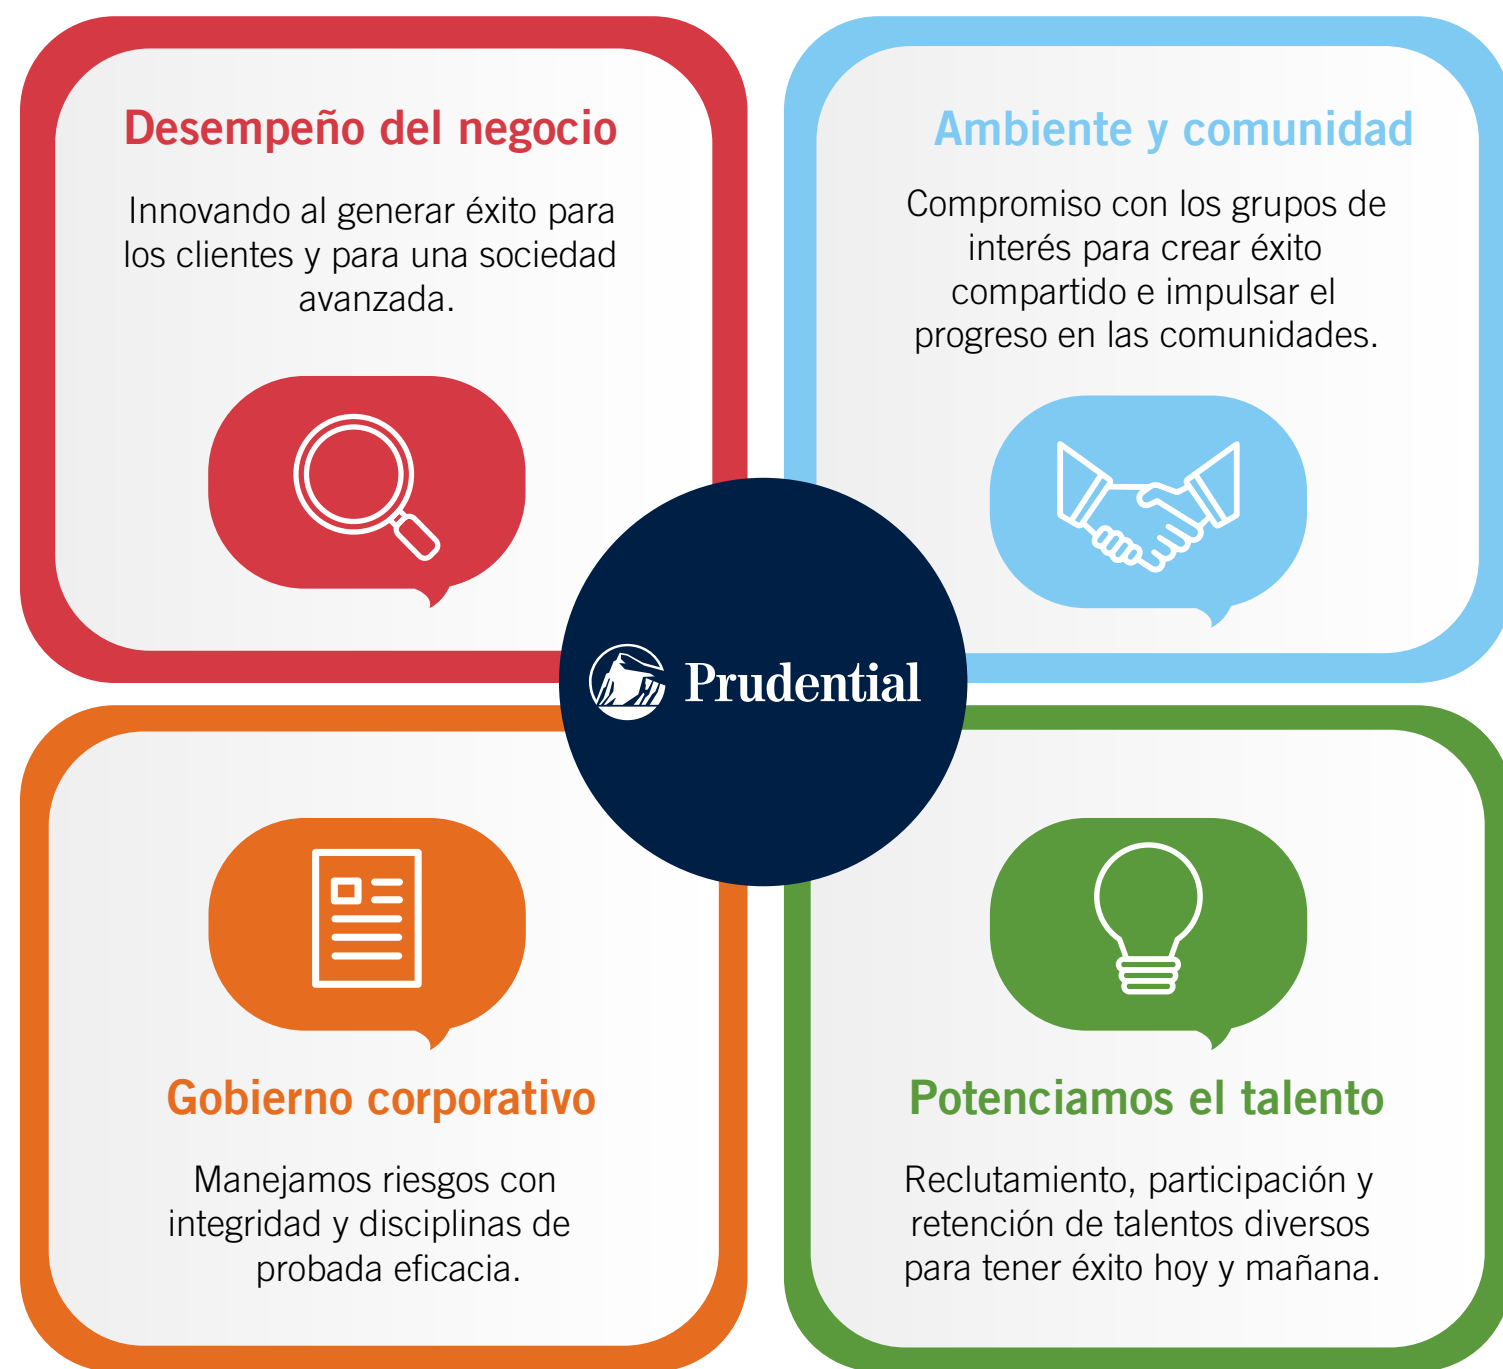 Desempeño del negocio
Innovando al generar éxito para
los clientes y para una sociedad
avanzada.
Ambiente y comunidad
Compromiso con los grupos de
interés para crear éxito
compartido e impulsar el
progreso en las comunidades.
Prudential
Gobierno corporativo
Manejamos riesgos con
integridad y disciplinas de
probada eficacia.
Potenciamos el talento
Reclutamiento, participación y
retención de talentos diversos
para tener éxito hoy y mañana.